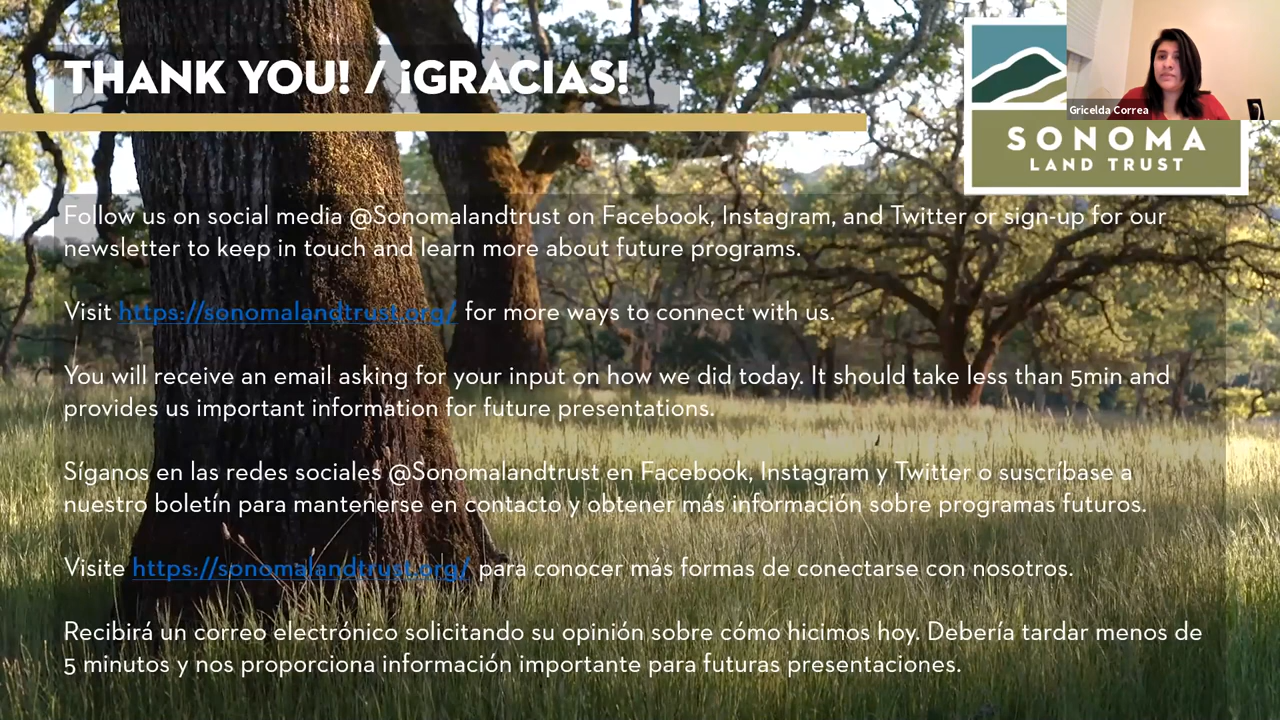 THANK YOU! / ¡GRACIAS!
Gricelda Correa
SONOMA
LAND TRUST
Follow us on social media @Sonomalandtrust on Facebook, Instagram, and Twitter or sign-up for our
newsletter to keep in touch and learn more about future programs.
Visit https://sonomalandtrust.org/ for more ways to connect with us.
You will receive an email asking for your input on how we did today. It should take less than 5min and
provides us important information for future presentations.
Síganos en las redes sociales @Sonomalandtrust en Facebook, Instagram y Twitter o suscríbase a
nuestro boletín para mantenerse en contacto y obtener más información sobre programas futuros.
Visite https://sonomalandtrust.org/ para conocer más formas de conectarse con nosotros.
Recibirá un correo electrónico solicitando su opinión sobre cómo hicimos hoy. Debería tardar menos de
5 minutos y nos proporciona información importante para futuras presentaciones.